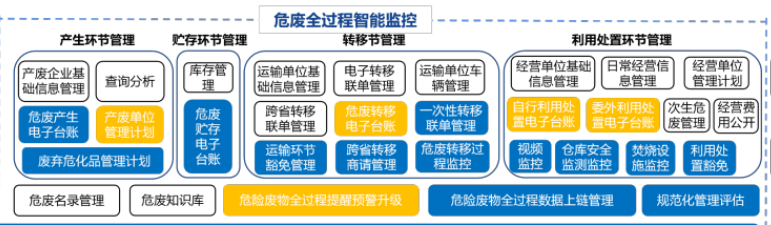 危废全过程智能监控
产生环节管理
贮存环节管理
转移节管理
利用处置环节管理
产废企业基
础信息管理
查询分析
危废产生
电子台账
产废单位
管理计划
废弃危化品管理计划
库存管
理
危废
贮存
电子
台账
运输单位基
础信息管理
电子转移
联单管理
运输单位车
辆管理
跨省转移
联单管理
危废转移
电子台账
一次性转移
联单管理
运输环节
豁免管理
跨省转移
商请管理
危废转移过
程监控
经营单位基础
信息管理
日常经营信
息管理
经营单位
管理计划
自行利用处
置电子台账
委外利用处
置电子台账
次生危
废管理
经营费
用公开
视频
监控
仓库安全
监测监控
焚烧设
施监控
利用处
置豁免
危废名录管理
危废知识库
危险废物全过程提醒预警升级
危险废物全过程数据上链管理
规范化管理评估